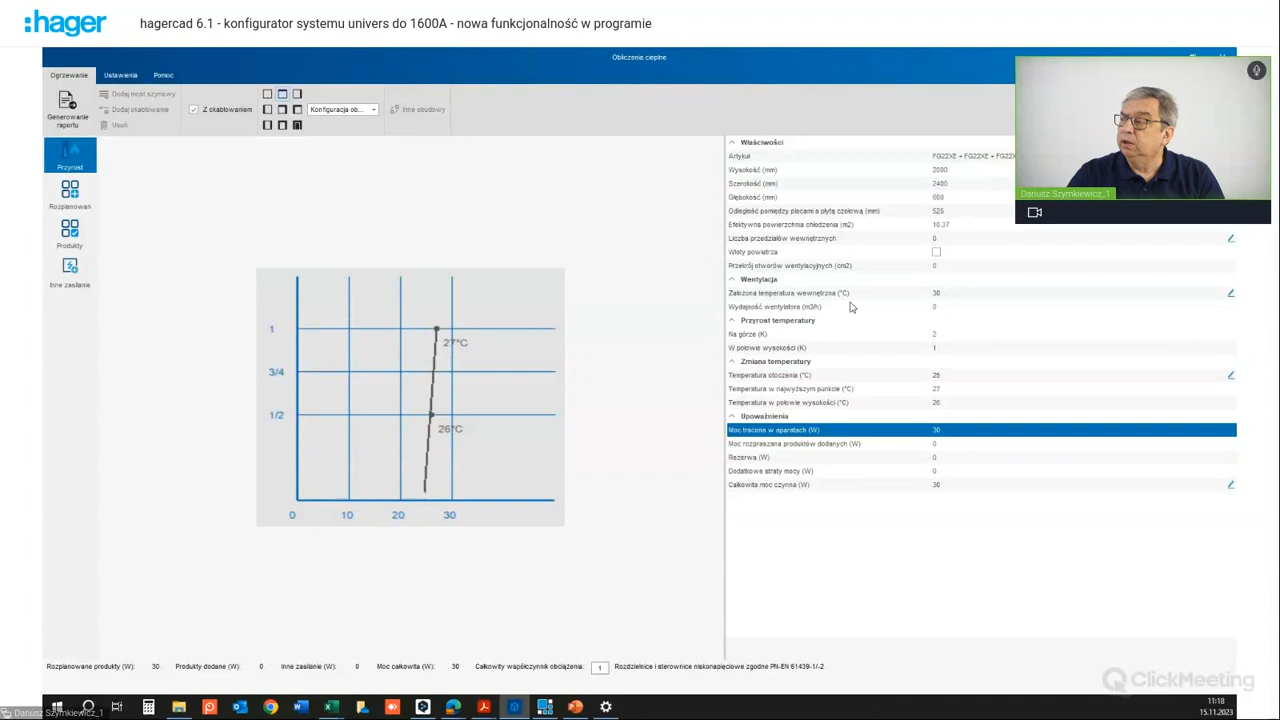 :hager
hagercad 6.1 - konfigurator systemu univers do 1600A - nowa funkcjonalność w programie
Obliczenia cieplne
Ogrzewanie
Ustawienia
Pomoc
Generowanie
reportu
Dodaj most szynowy
Dodaj okablowanie
Usuń
Z okablowaniem
Konfiguracja ob...
Inne obudowy
Przyrost
Rozplanowan
Produkty
Inne zasilanie
1
27°C
3/4
1/2
26°C
0 10 20 30
Właściwości
Artykuł FG22XE + FG22XE + FG22X
Wysokość (mm) 2000
Szerokość (mm) 2400
Głębokość (mm) 600
Odległość pomiędzy plecami a płytą czołową (mm) 525
Efektywna powierzchnia chłodzenia (m2) 10,37
Liczba przedziałów wewnętrznych 0
Wloty powietrza
Przekrój otworów wentylacyjnych (cm2) 0
Wentylacja
Założona temperatura wewnętrzna (°C) 30
Wydajność wentylatora (m3/h) 0
Przyrost temperatury
Na górze (K) 2
W połowie wysokości (K) 1
Zmiana temperatury
Temperatura otoczenia (°C) 25
Temperatura w najwyższym punkcie (°C) 27
Temperatura w połowie wysokości (°C) 26
Upoważnienia
Moc tracona w aparatach (W) 30
Moc rozpraszana produktów dodanych (W) 0
Rezerwa (W) 0
Dodatkowe straty mocy (W) 0
Całkowita moc czynna (W) 30
Dariusz Szymkiewicz_1
Rozplanowane produkty (W): 30 Produkty dodane (W): 0 Inne zasilanie (W): 0 Moc całkowita (W): 30 Całkowity współczynnik obciążenia: 1 Rozdzielnice i sterownice niskonapięciowe zgodne PN-EN 61439-1/-2
ClickMeeting
Dariusz Szymkiewicz_1
11:18
15.11.2023